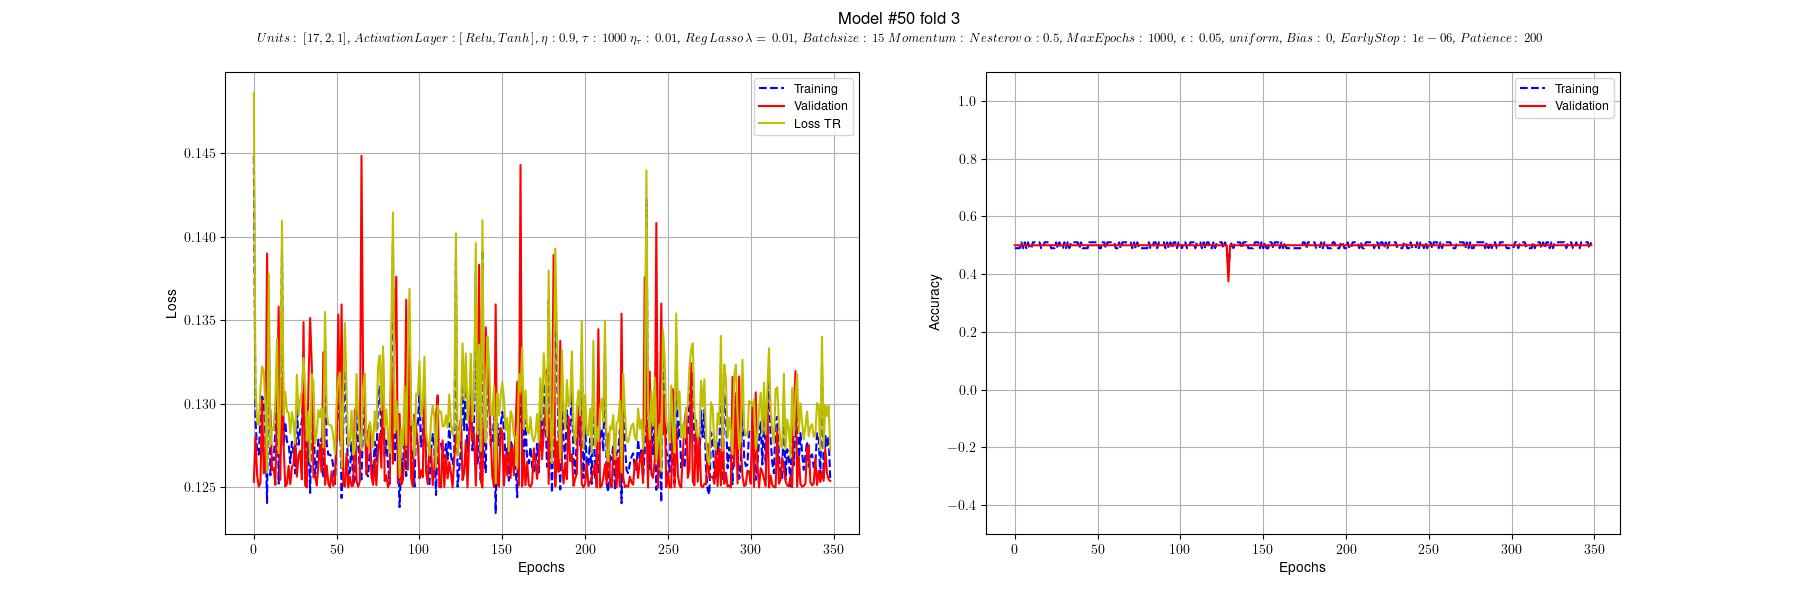 Model #50 fold 3
Units : [17, 2, 1], ActivationLayer : [ Relu, Tanh], η : 0.9, τ : 1000 ητ : 0.01, Reg Lasso λ = 0.01, Batchsize : 15 Momentum : Nesterov α : 0.5, MaxEpochs : 1000, ϵ : 0.05, uniform, Bias : 0, EarlyStop : 1e − 06, Patience : 200
Training
Validation
Loss TR
0.145
0.140
0.135
0.130
0.125
Loss
0 50 100 150 200 250 300 350
Epochs
Training
Validation
1.0
0.8
0.6
0.4
0.2
0.0
−0.2
−0.4
Accuracy
0 50 100 150 200 250 300 350
Epochs